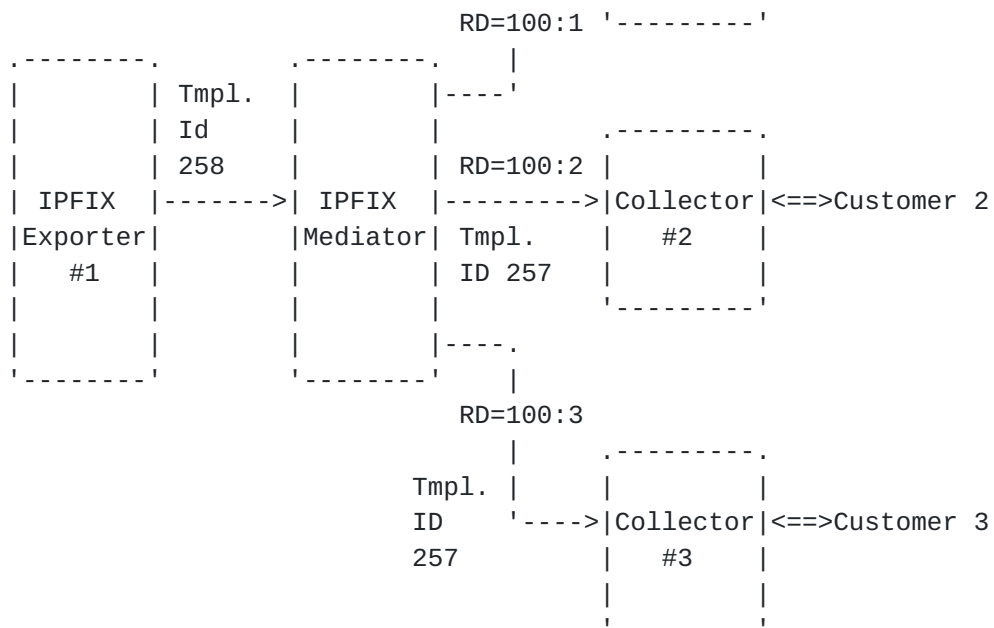 RD=100:1 '---------'
.--------. .--------. |
| | Tmpl. | |----'
| | Id | | .---------.
| | 258 | | RD=100:2 | |
| IPFIX |------->| IPFIX |--------->|Collector|<==>Customer 2
|Exporter| |Mediator| Tmpl. | #2 |
| #1 | | | ID 257 | |
| | | | '---------'
| | | |----.
'--------' '--------' |
RD=100:3
| .---------.
Tmpl. | | |
ID '---->|Collector|<==>Customer 3
257 | #3 |
| |
' '